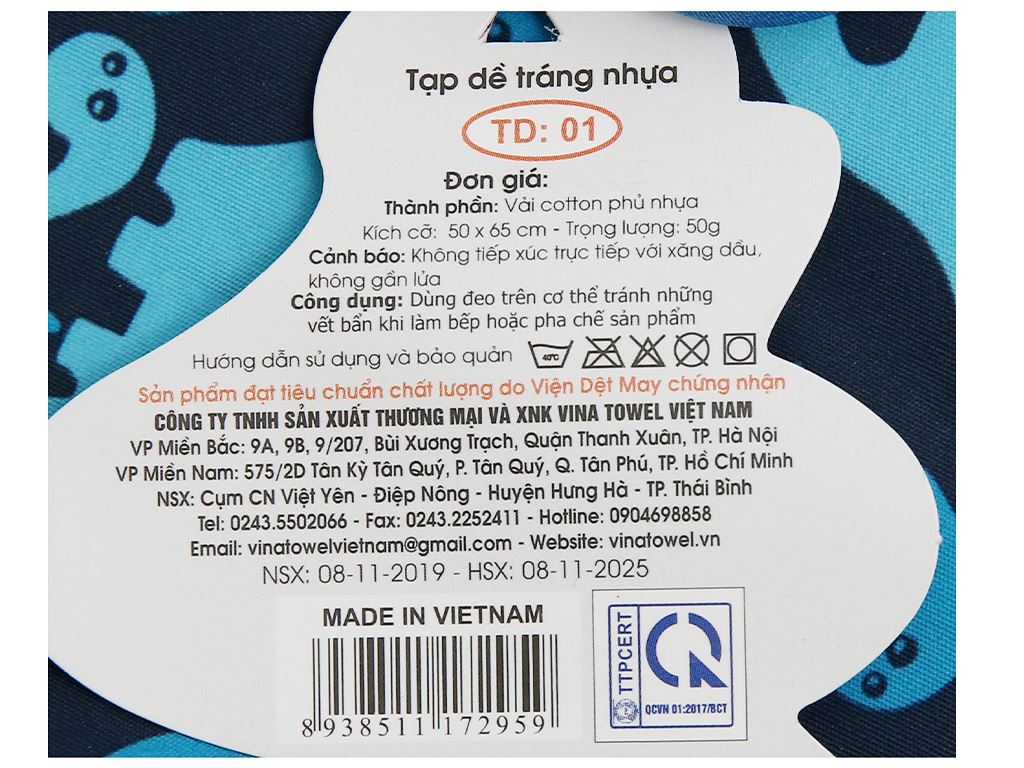 Tạp dề tráng nhựa
TD: 01
Đơn giá:
Thành phần: Vải cotton phủ nhựa
Kích cỡ: 50 x 65 cm - Trọng lượng: 50g
Cảnh báo: Không tiếp xúc trực tiếp với xăng dầu,
không gần lửa
Công dụng: Dùng đeo trên cơ thể tránh những
vết bẩn khi làm bếp hoặc pha chế sản phẩm
Hướng dẫn sử dụng và bảo quản 40°C
Sản phẩm đạt tiêu chuẩn chất lượng do Viện Dệt May chứng nhận
CÔNG TY TNHH SẢN XUẤT THƯƠNG MẠI VÀ XNK VINA TOWEL VIỆT NAM
VP Miền Bắc: 9A, 9B, 9/207, Bùi Xương Trạch, Quận Thanh Xuân, TP. Hà Nội
VP Miền Nam: 575/2D Tân Kỳ Tân Quý, P. Tân Quý, Q. Tân Phú, TP. Hồ Chí Minh
NSX: Cụm CN Việt Yên - Điệp Nông - Huyện Hưng Hà - TP. Thái Bình
Tel: 0243.5502066 - Fax: 0243.2252411 - Hotline: 0904698858
Email: vinatowelvietnam@gmail.com - Website: vinatowel.vn
NSX: 08-11-2019 - HSX: 08-11-2025
MADE IN VIETNAM
8 938511 172959
TTPCERT
QCVN 01:2017/BCT